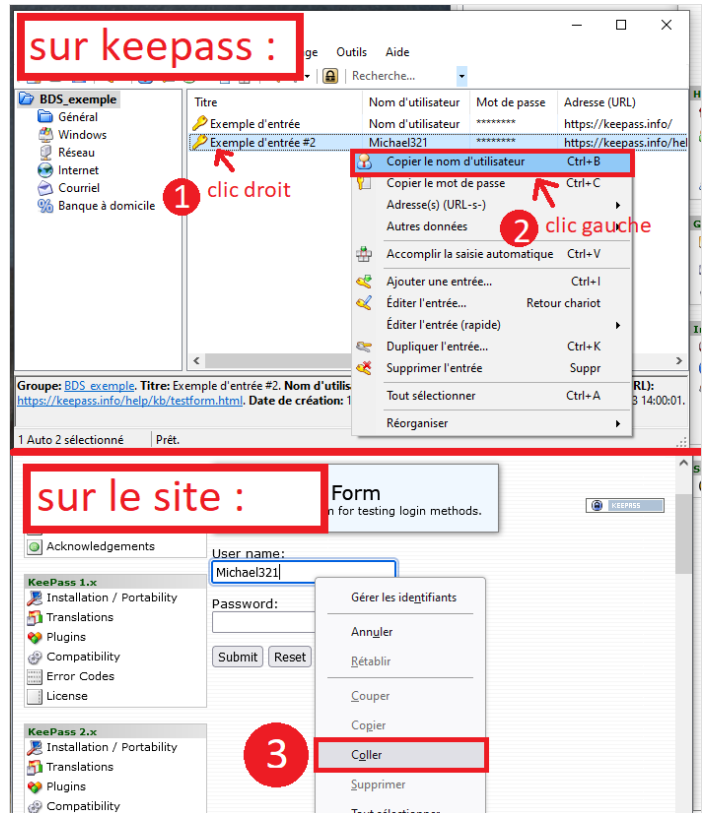 sur keepass :
ge Outils Aide
Recherche...
BDS_exemple
Général
Windows
Réseau
Internet
Courriel
Banque à domicile
Titre Nom d'utilisateur Mot de passe Adresse (URL)
Exemple d'entrée Nom d'utilisateur ******** https://keepass.info/
Exemple d'entrée #2 Michael321 ******** https://keepass.info/hel
1 clic droit
Copier le nom d'utilisateur Ctrl+B
Copier le mot de passe Ctrl+C
Adresse(s) (URL-s-)
2 clic gauche
Autres données
Accomplir la saisie automatique Ctrl+V
Ajouter une entrée... Ctrl+I
Éditer l'entrée... Retour chariot
Éditer l'entrée (rapide)
Dupliquer l'entrée... Ctrl+K
Supprimer l'entrée Suppr
Tout sélectionner Ctrl+A
Réorganiser
Groupe: BDS_exemple. Titre: Exemple d'entrée #2. Nom d'utilis RL):
https://keepass.info/help/kb/testform.html. Date de création: 1 3 14:00:01.
1 Auto 2 sélectionné Prêt.
sur le site :
Form
n for testing login methods.
KEEPASS
Acknowledgements
KeePass 1.x
Installation / Portability
Translations
Plugins
Compatibility
Error Codes
License
KeePass 2.x
Installation / Portability
Translations
Plugins
Compatibility
User name:
Michael321
Password:
Submit Reset
Gérer les identifiants
Annuler
Rétablir
Couper
Copier
3 Coller
Supprimer
Tout sélectionner